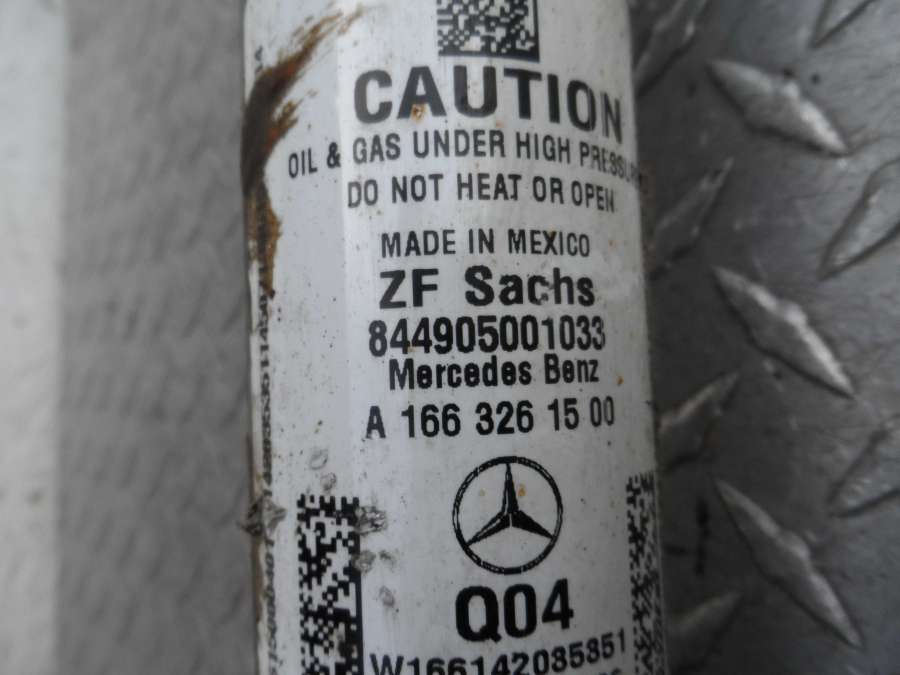 CAUTION
OIL & GAS UNDER HIGH PRESSURE
DO NOT HEAT OR OPEN
MADE IN MEXICO
ZF Sachs
844905001033
Mercedes Benz
A 166 326 15 00
Q04
W166142085851